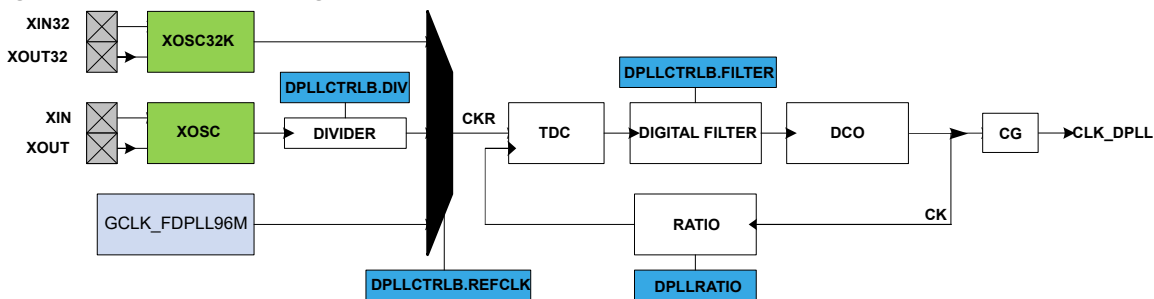 XIN32
XOUT32
XOSC32K
DPLLCTRLB.DIV
DPLLCTRLB.FILTER
XIN
XOUT
XOSC
DIVIDER
CKR
TDC
DIGITAL FILTER
DCO
CG
CLK_DPLL
GCLK_FDPLL96M
RATIO
CK
DPLLCTRLB.REFCLK
DPLLRATIO